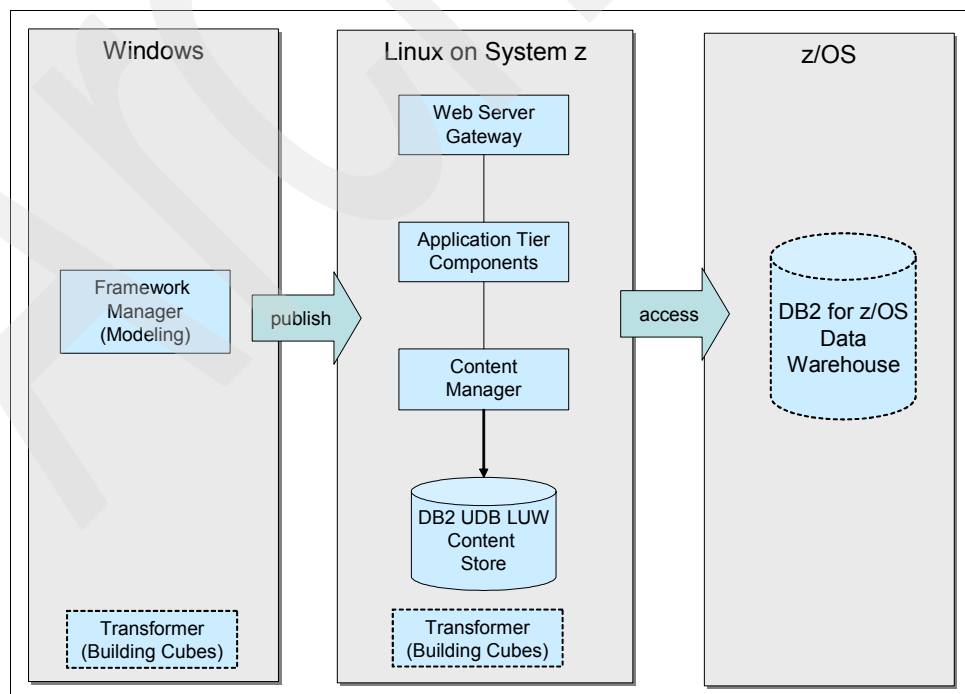 Windows
Framework
Manager
(Modeling)
Transformer
(Building Cubes)
publish
Linux on System z
Web Server
Gateway
Application Tier
Components
Content
Manager
DB2 UDB LUW
Content
Store
Transformer
(Building Cubes)
access
z/OS
DB2 for z/OS
Data
Warehouse